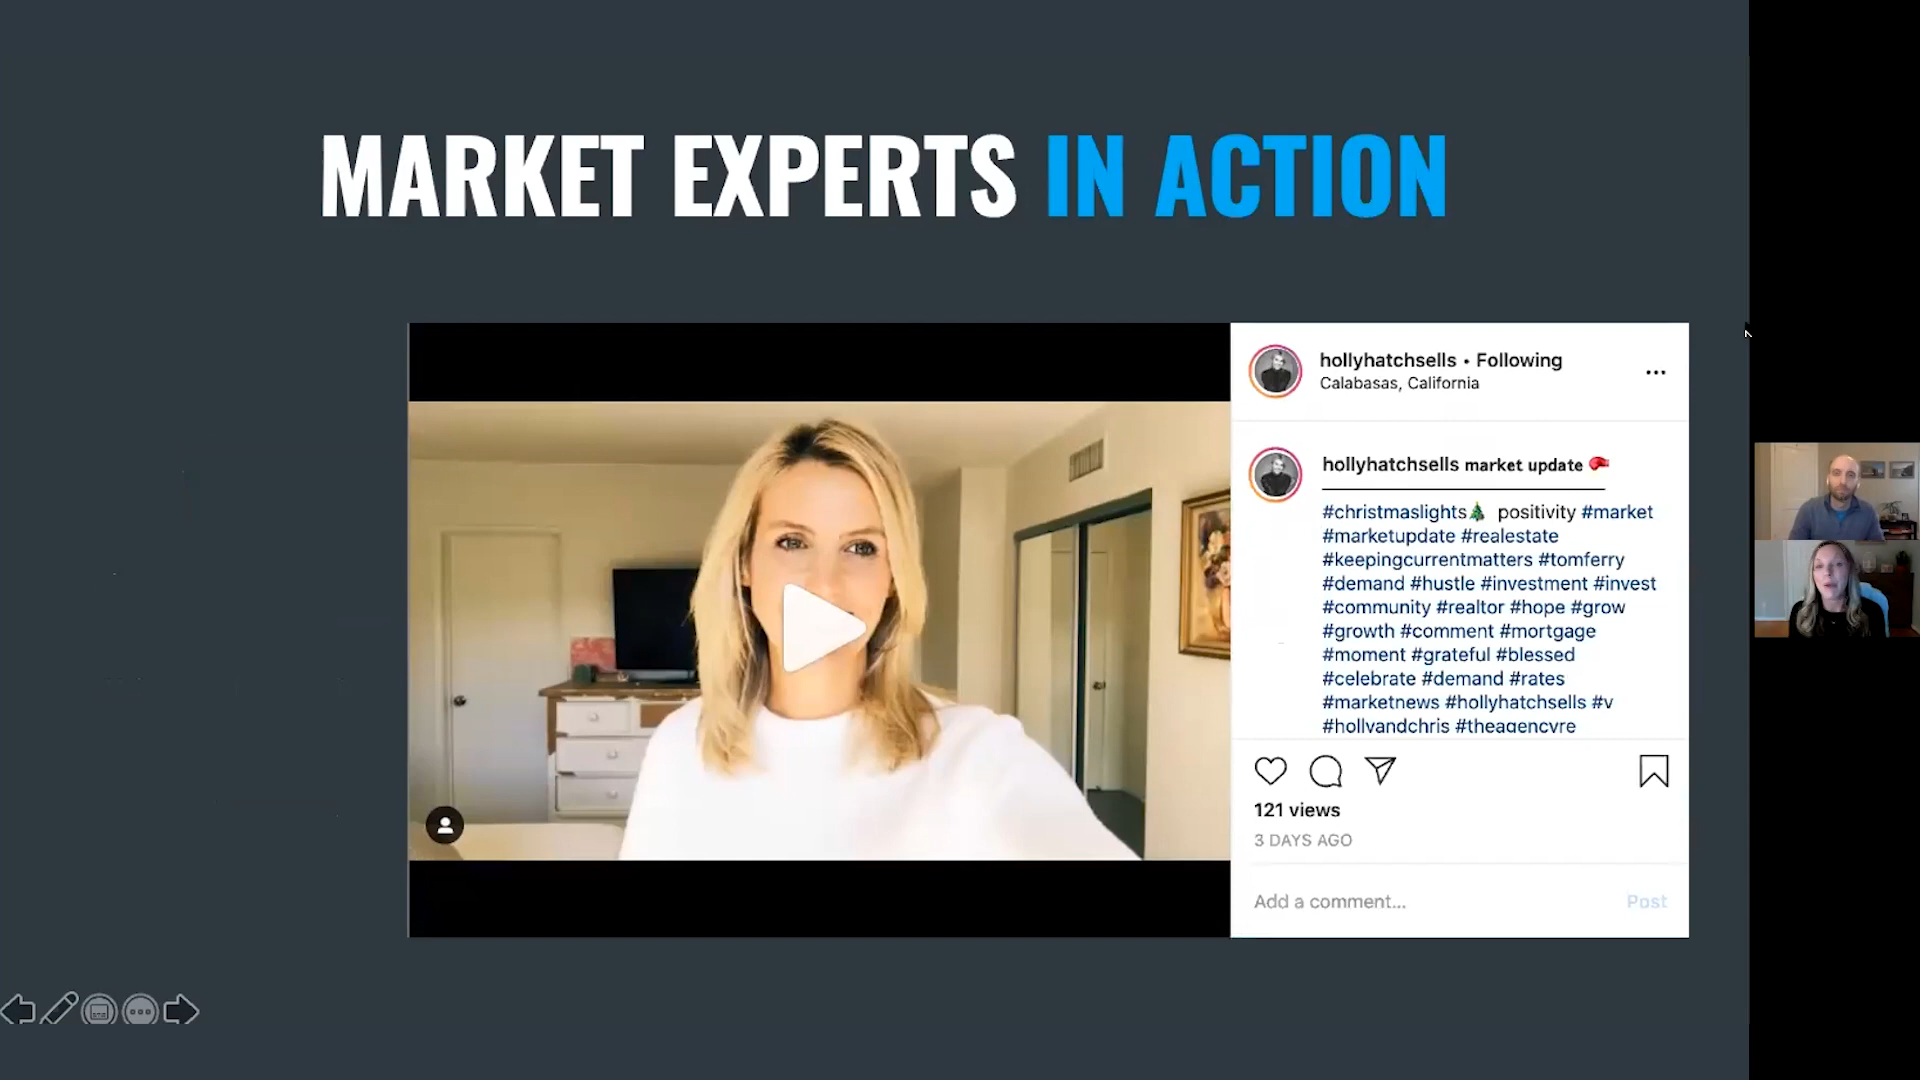 MARKET EXPERTS IN ACTION
hollyhatchsells • Following
Calabasas, California
hollyhatchsells market update 🥊
#christmaslights🎄 positivity #market
#marketupdate #realestate
#keepingcurrentmatters #tomferry
#demand #hustle #investment #invest
#community #realtor #hope #grow
#growth #comment #mortgage
#moment #grateful #blessed
#celebrate #demand #rates
#marketnews #hollyhatchsells #v
#hollyandchris #theagencyre
121 views
3 DAYS AGO
Add a comment...
Post